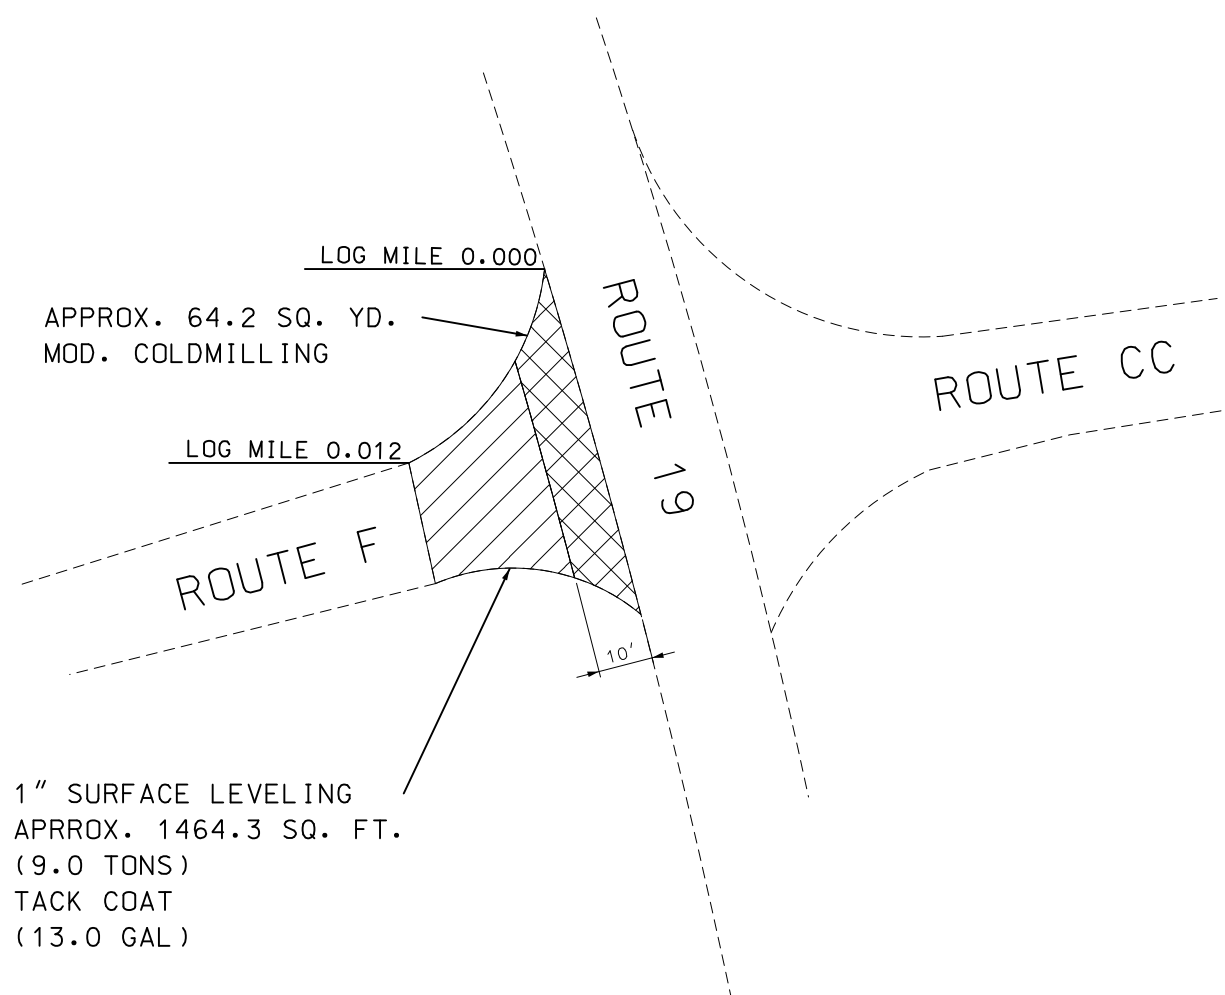 LOG MILE 0.000
APPROX. 64.2 SQ. YD.
MOD. COLDMILLING
ROUTE 19
ROUTE CC
LOG MILE 0.012
ROUTE F
10'
1" SURFACE LEVELING
APRROX. 1464.3 SQ. FT.
(9.0 TONS)
TACK COAT
(13.0 GAL)